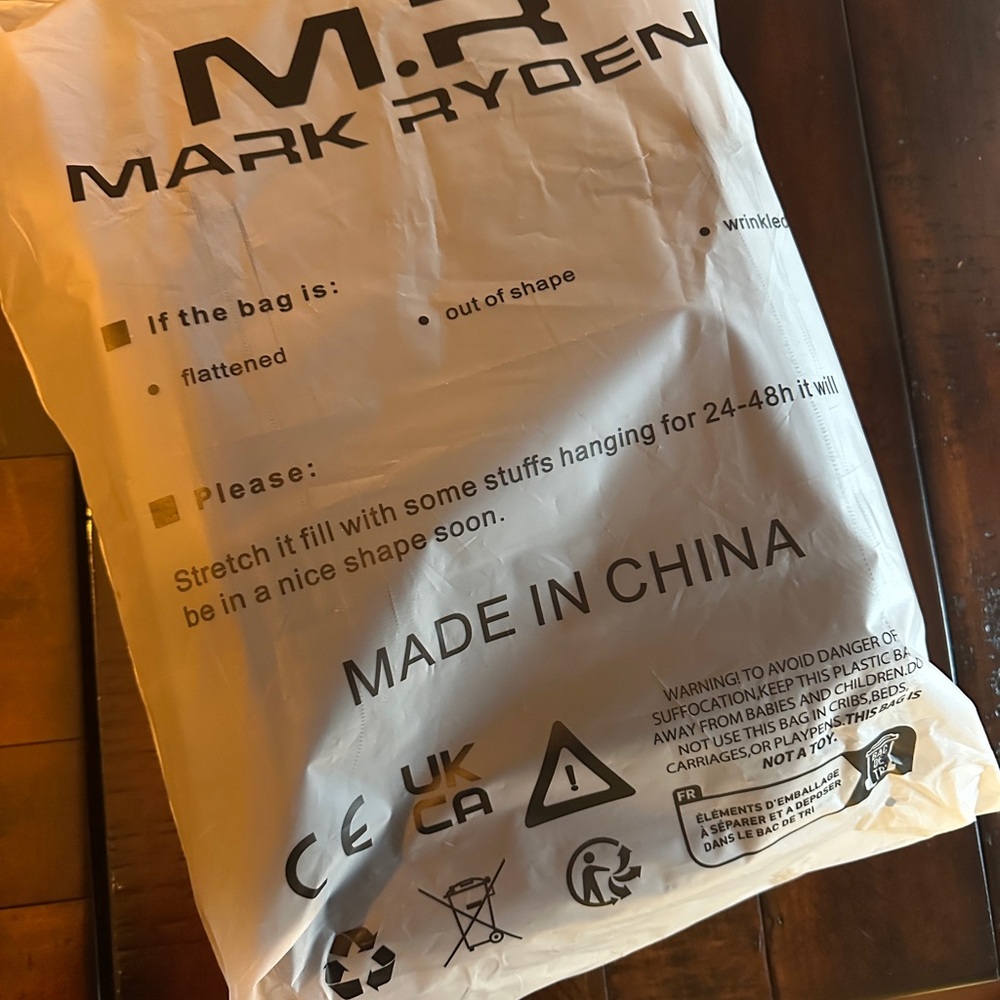 M.R
MARK RYDEN
If the bag is:
flattened
out of shape
wrinkled
Please:
Stretch it fill with some stuffs hanging for 24-48h it will
be in a nice shape soon.
MADE IN CHINA
WARNING! TO AVOID DANGER OF
SUFFOCATION,KEEP THIS PLASTIC BA
AWAY FROM BABIES AND CHILDREN.DO
NOT USE THIS BAG IN CRIBS,BEDS,
CARRIAGES,OR PLAYPENS.THIS BAG IS
NOT A TOY.
CE
UK
CA
FR
ÉLÉMENTS D'EMBALLAGE
À SÉPARER ET A DÉPOSER
DANS LE BAC DE TRI
BAC
DE
TRI